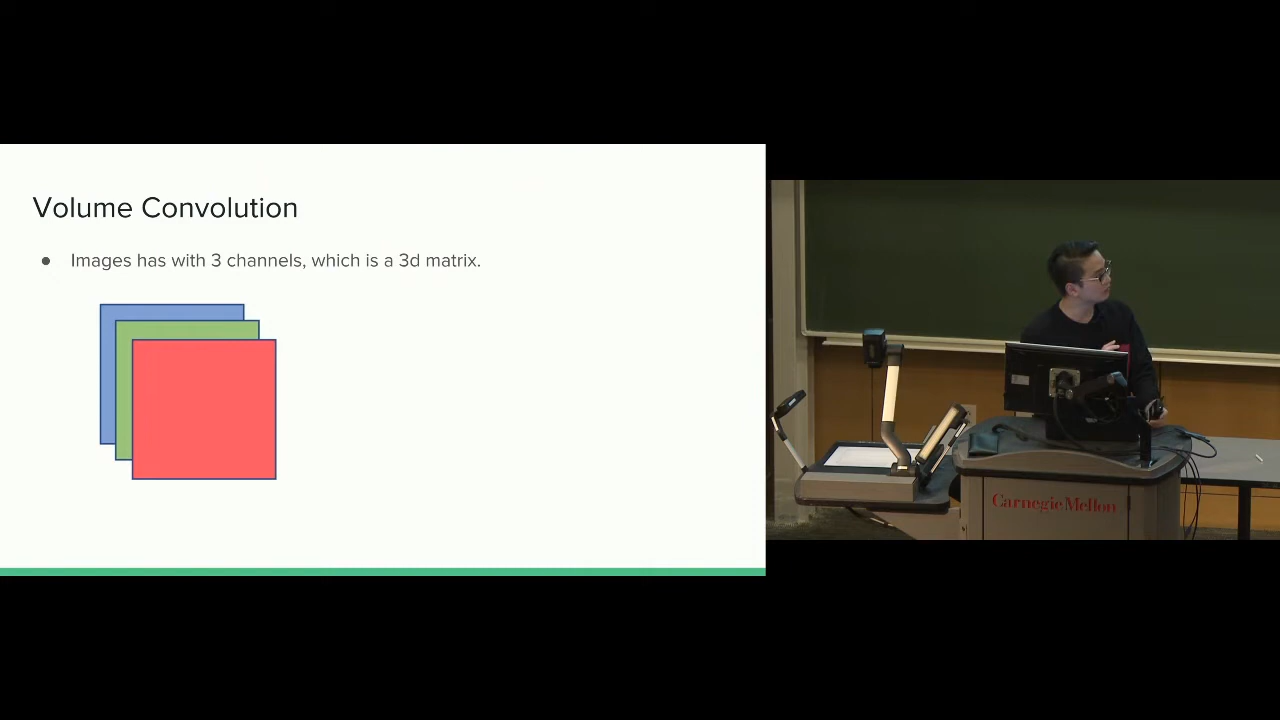 Volume Convolution
● Images has with 3 channels, which is a 3d matrix.
Carnegie Mellon